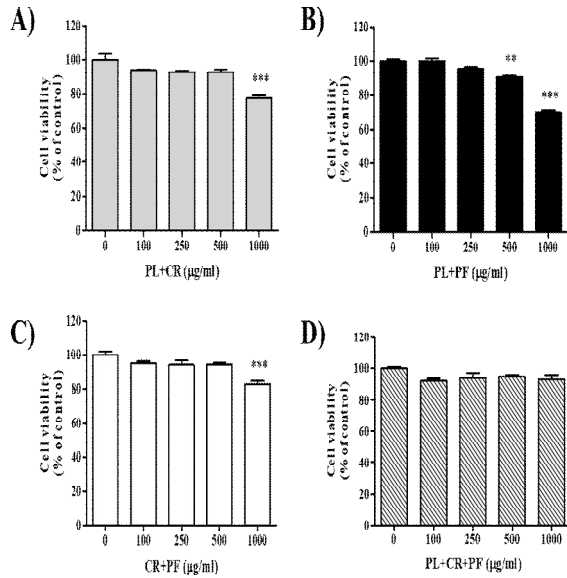 A)
Cell viability
(% of control)
120
100
80
60
40
20
0
***
0 100 250 500 1000
PL+CR (µg/ml)
B)
Cell viability
(% of control)
120
100
80
60
40
20
0
**
***
0 100 250 500 1000
PL+PF (µg/ml)
C)
Cell viability
(% of control)
120
100
80
60
40
20
0
***
0 100 250 500 1000
CR+PF (µg/ml)
D)
Cell viability
(% of control)
120
100
80
60
40
20
0
0 100 250 500 1000
PL+CR+PF (µg/ml)